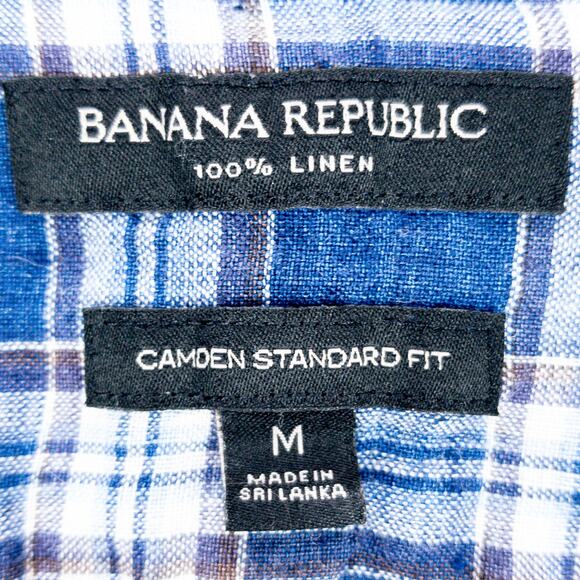 BANANA REPUBLIC
100% LINEN
CAMDEN STANDARD FIT
M
MADE IN
SRI LANKA